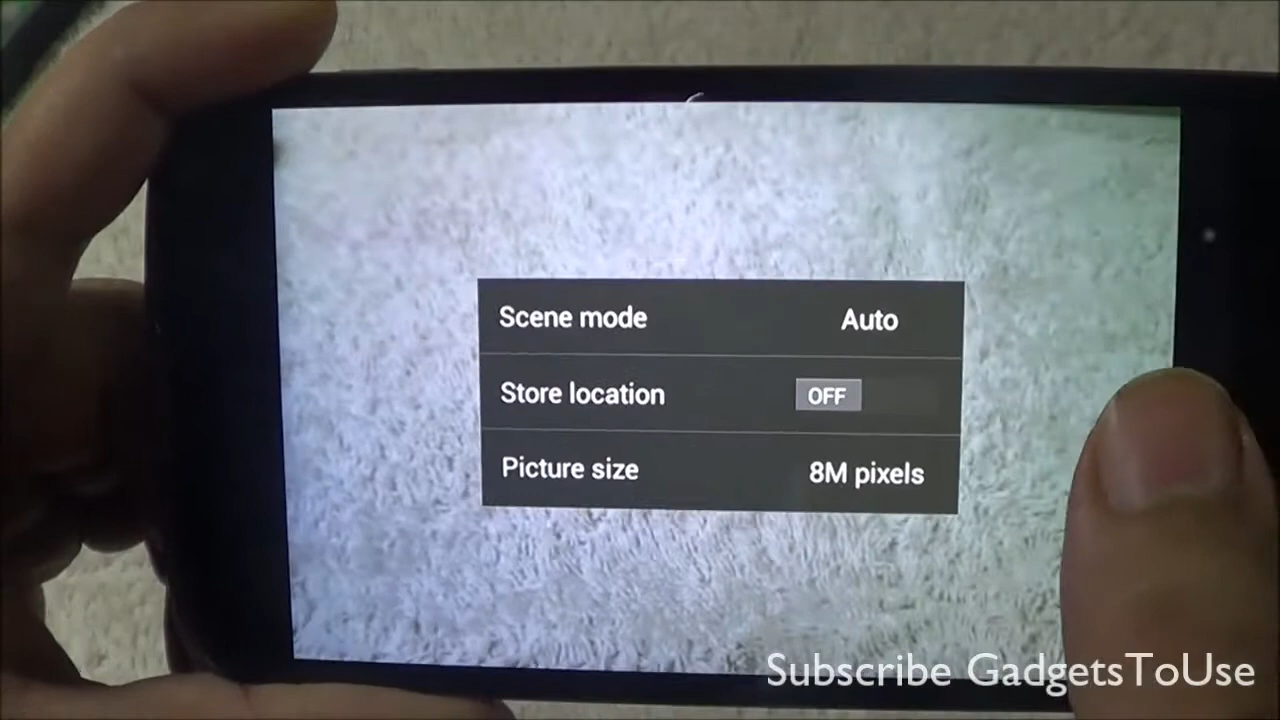 Scene mode Auto
Store location OFF
Picture size 8M pixels
Subscribe GadgetsToUse